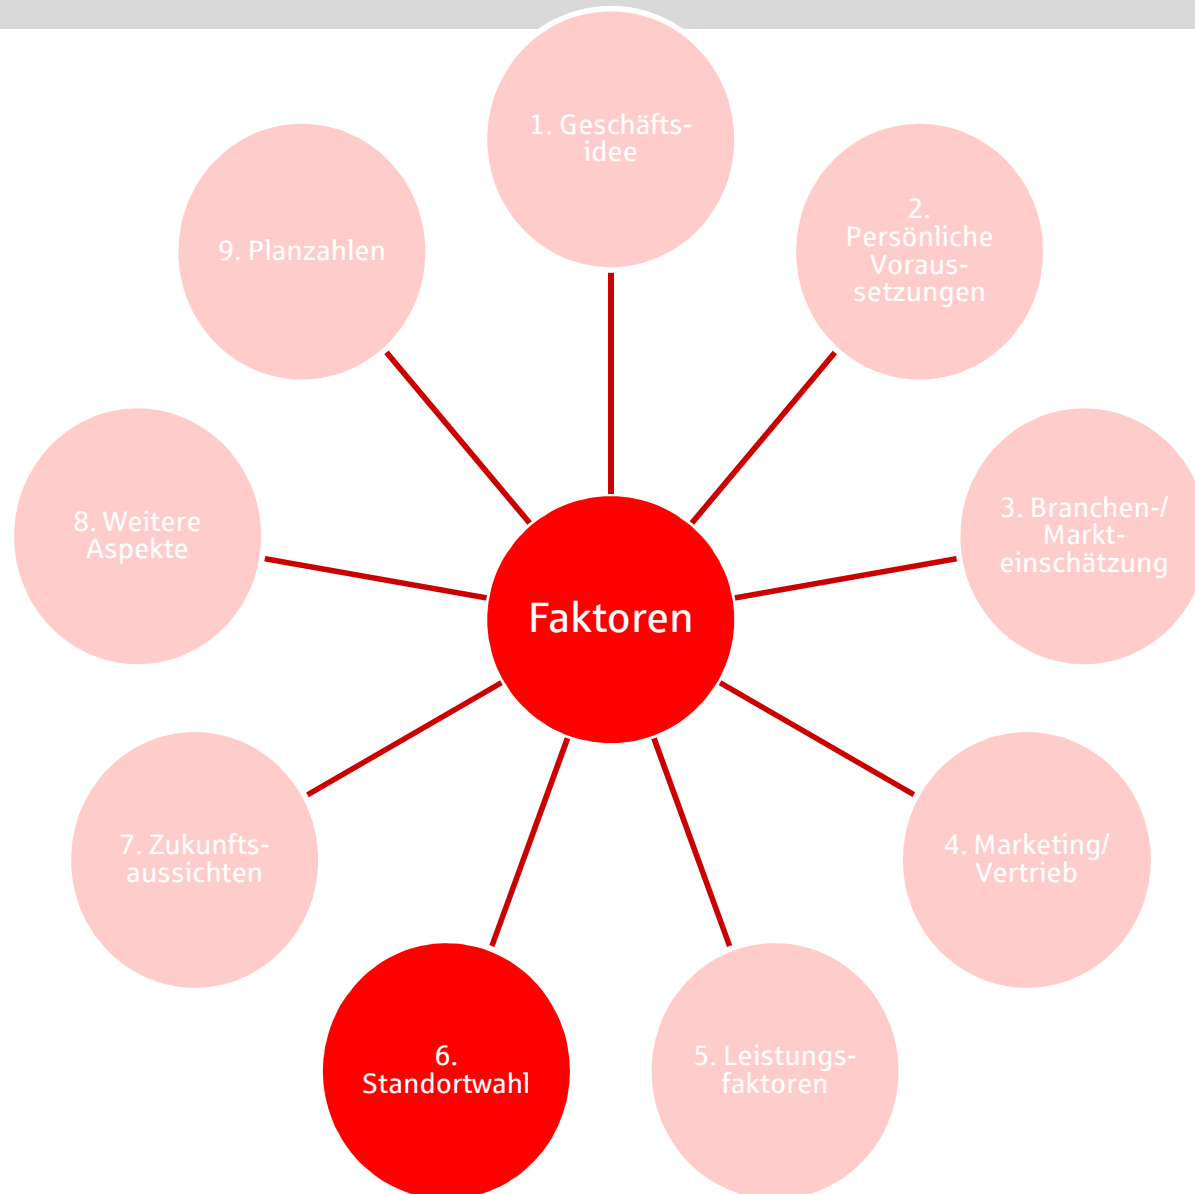 1. Geschäfts-
idee
2.
Persönliche
Voraus-
setzungen
3. Branchen-/
Markt-
einschätzung
4. Marketing/
Vertrieb
5. Leistungs-
faktoren
6.
Standortwahl
7. Zukunfts-
aussichten
8. Weitere
Aspekte
9. Planzahlen
Faktoren